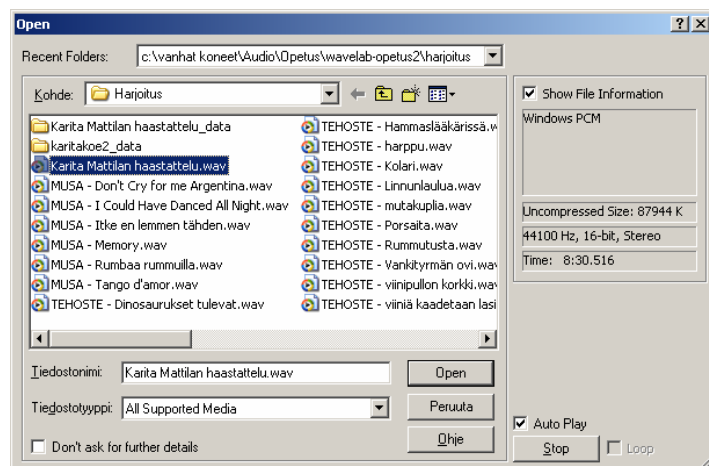 Open
Recent Folders: c:\vanhat koneet\Audio\Opetus\wavelab-opetus2\harjoitus
Kohde: Harjoitus
Karita Mattilan haastattelu_data
karitakoe2_data
Karita Mattilan haastattelu.wav
MUSA - Don't Cry for me Argentina.wav
MUSA - I Could Have Danced All Night.wav
MUSA - Itke en lemmen tähden.wav
MUSA - Memory.wav
MUSA - Rumbaa rummuilla.wav
MUSA - Tango d'amor.wav
TEHOSTE - Dinosaurukset tulevat.wav
TEHOSTE - Hammaslääkärissä.w
TEHOSTE - harppu.wav
TEHOSTE - Kolari.wav
TEHOSTE - Linnunlaulua.wav
TEHOSTE - mutakuplia.wav
TEHOSTE - Porsaita.wav
TEHOSTE - Rummutusta.wav
TEHOSTE - Vankityrmän ovi.wav
TEHOSTE - viinipullon korkki.wav
TEHOSTE - viiniä kaadetaan lasi
Tiedostonimi: Karita Mattilan haastattelu.wav
Open
Tiedostotyyppi: All Supported Media
Peruuta
Don't ask for further details
Ohje
Show File Information
Windows PCM
Uncompressed Size: 87944 K
44100 Hz, 16-bit, Stereo
Time: 8:30.516
Auto Play
Stop
Loop